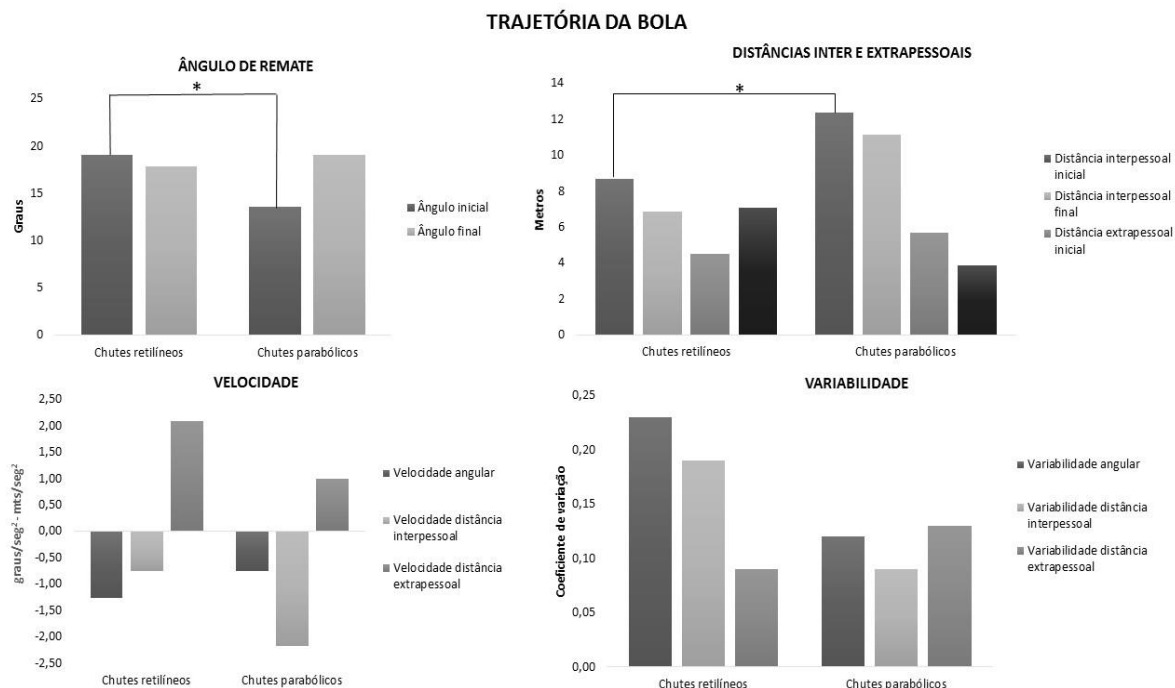 TRAJETÓRIA DA BOLA
ÂNGULO DE REMATE
*
25
20
15
10
5
0
Graus
Chutes retilíneos
Chutes parabólicos
Ângulo inicial
Ângulo final
DISTÂNCIAS INTER E EXTRAPESSOAIS
*
14
12
10
8
6
4
2
0
Metros
Chutes retilíneos
Chutes parabólicos
Distância interpessoal
inicial
Distância interpessoal
final
Distância extrapessoal
inicial
VELOCIDADE
2,50
2,00
1,50
1,00
0,50
0,00
-0,50
-1,00
-1,50
-2,00
-2,50
graus/seg² - mts/seg²
Chutes retilíneos
Chutes parabólicos
Velocidade angular
Velocidade distância
interpessoal
Velocidade distância
extrapessoal
VARIABILIDADE
0,25
0,20
0,15
0,10
0,05
0,00
Coeficiente de variação
Chutes retilíneos
Chutes parabólicos
Variabilidade angular
Variabilidade distância
interpessoal
Variabilidade distância
extrapessoal